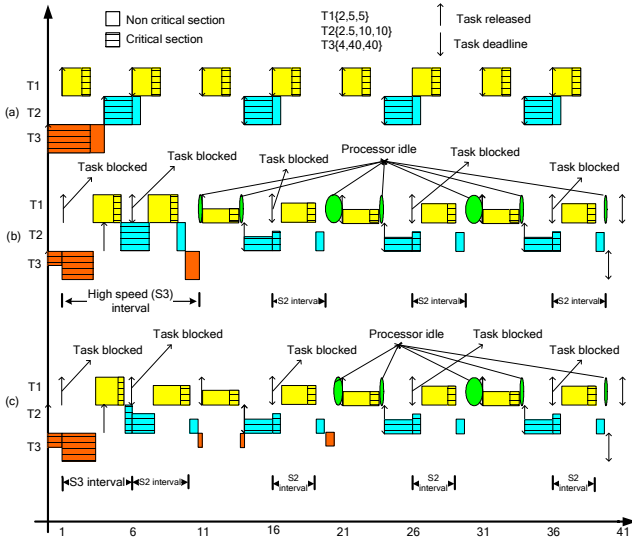 Non critical section
Critical section
T1{2,5,5}
T2{2.5,10,10}
T3{4,40,40}
Task released
Task deadline
T1
(a)
T2
T3
Processor idle
Task blocked
Task blocked
Task blocked
Task blocked
Task blocked
T1
(b)
T2
T3
High speed (S3)
interval
S2 interval
S2 interval
S2 interval
Processor idle
Task blocked
Task blocked
Task blocked
Task blocked
Task blocked
T1
(c)
T2
T3
S3 interval
S2 interval
S2
interval
S2
interval
S2
interval
1 6 11 16 21 26 31 36 41